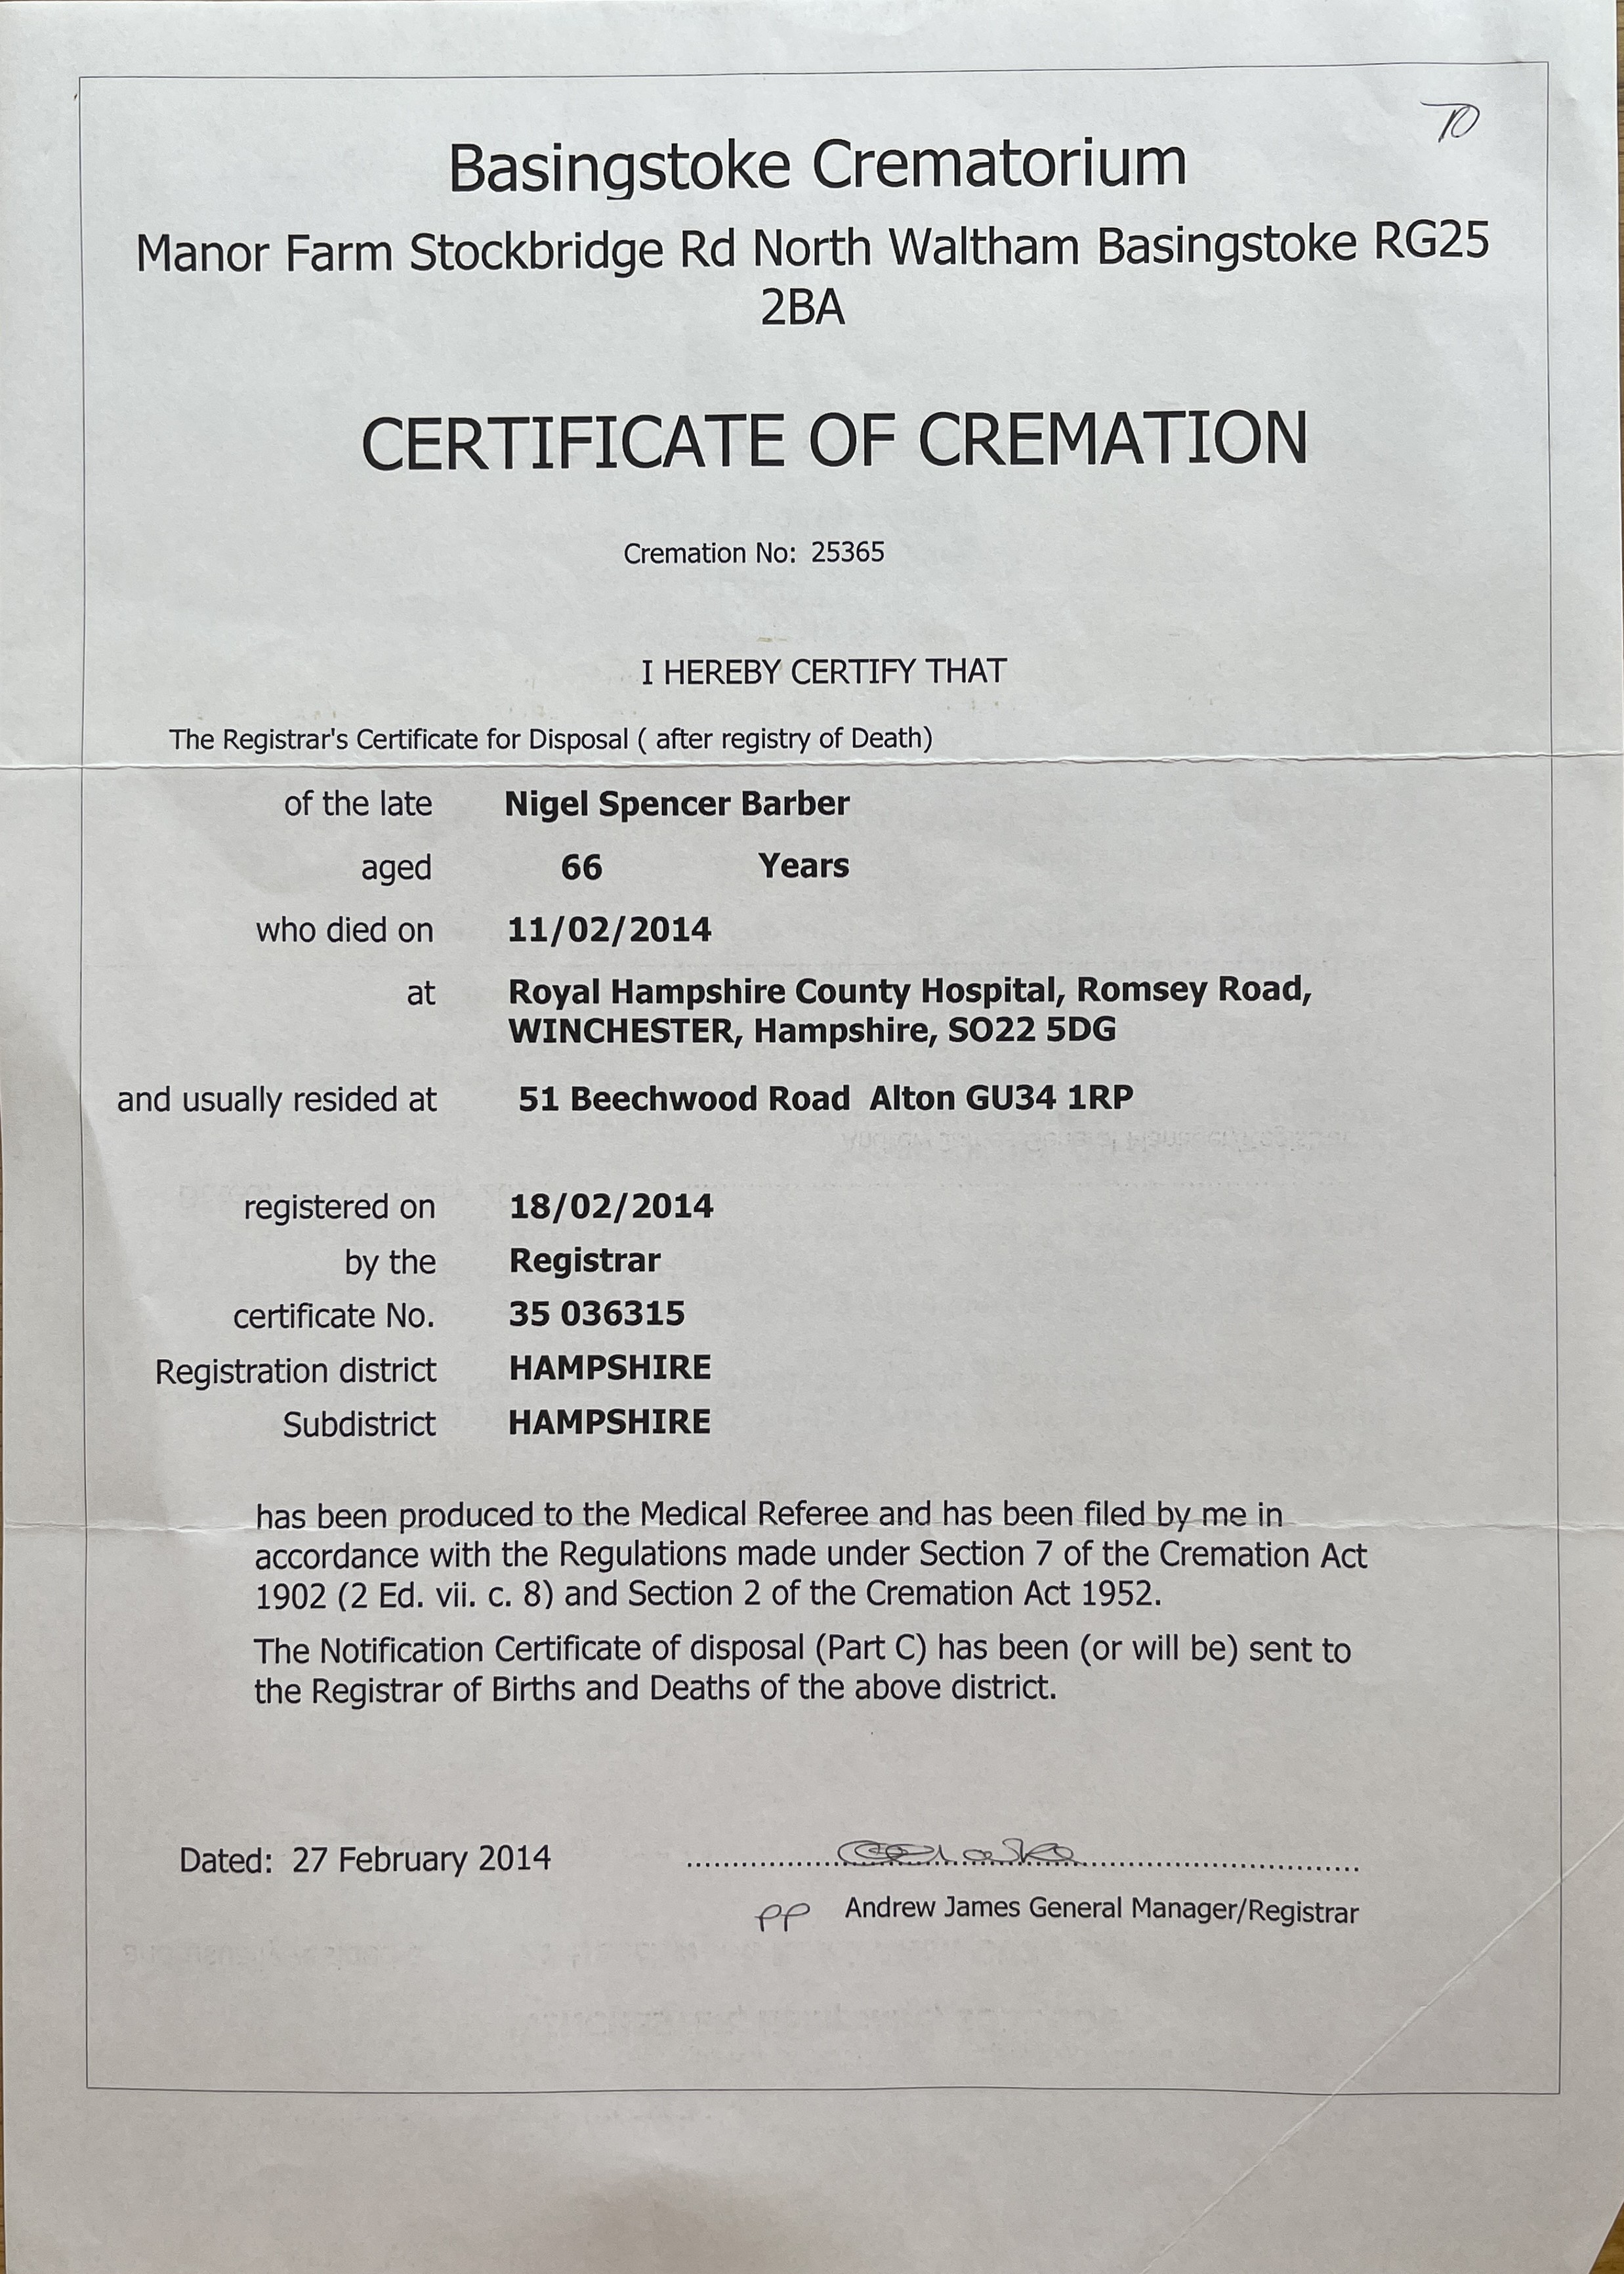 Basingstoke Crematorium
Manor Farm Stockbridge Rd North Waltham Basingstoke RG25
2BA
CERTIFICATE OF CREMATION
Cremation No: 25365
I HEREBY CERTIFY THAT
The Registrar's Certificate for Disposal ( after registry of Death)
of the late Nigel Spencer Barber
aged 66 Years
who died on 11/02/2014
at Royal Hampshire County Hospital, Romsey Road,
WINCHESTER, Hampshire, SO22 5DG
and usually resided at 51 Beechwood Road Alton GU34 1RP
registered on 18/02/2014
by the Registrar
certificate No. 35 036315
Registration district HAMPSHIRE
Subdistrict HAMPSHIRE
has been produced to the Medical Referee and has been filed by me in
accordance with the Regulations made under Section 7 of the Cremation Act
1902 (2 Ed. vii. c. 8) and Section 2 of the Cremation Act 1952.
The Notification Certificate of disposal (Part C) has been (or will be) sent to
the Registrar of Births and Deaths of the above district.
Dated: 27 February 2014
pp Andrew James General Manager/Registrar